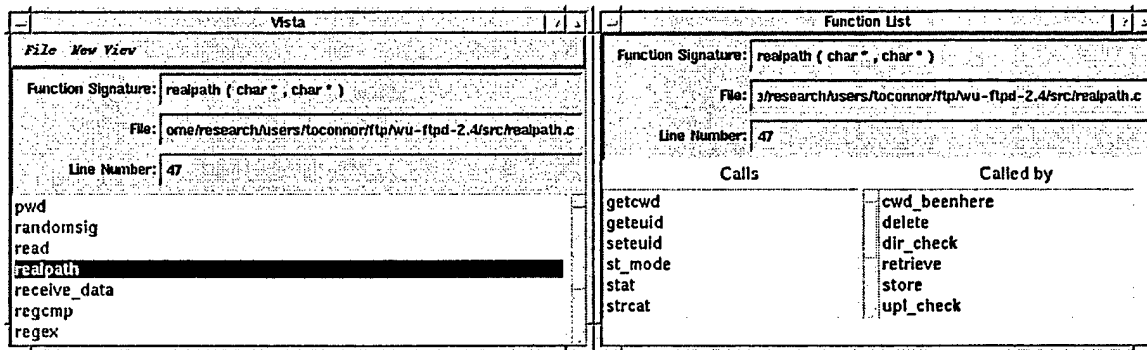 Vista
File New View
Function Signature: realpath ( char * , char * )
File: ome/research/users/toconnor/ftp/wu-ftpd-2.4/src/realpath.c
Line Number: 47
pwd
randomsig
read
realpath
receive_data
regcmp
regex
Function List
Function Signature: realpath ( char * , char * )
File: /research/users/toconnor/ftp/wu-ftpd-2.4/src/realpath.c
Line Number: 47
Calls
getcwd
geteuid
seteuid
st_mode
stat
strcat
Called by
cwd_beenhere
delete
dir_check
retrieve
store
upl_check